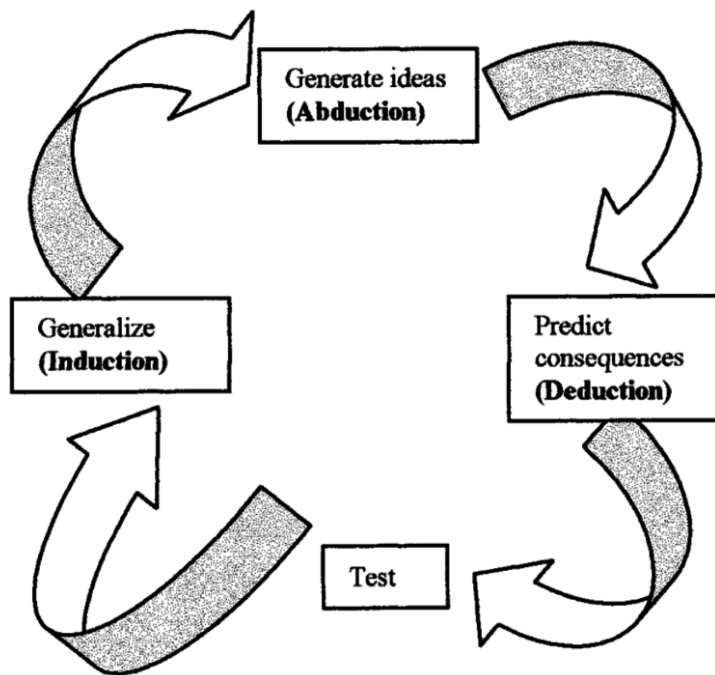 Generate ideas
(Abduction)
Generalize
(Induction)
Predict
consequences
(Deduction)
Test